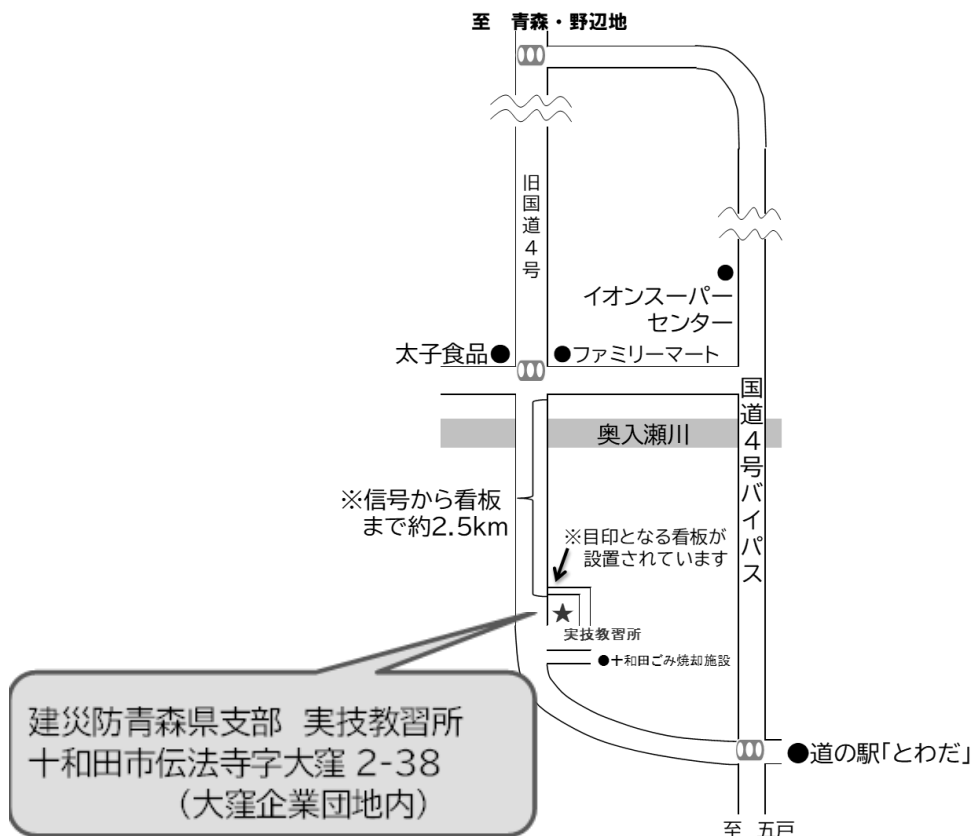 至　青森・野辺地
旧国道４号
イオンスーパー
センター
太子食品●
●ファミリーマート
国道４号バイパス
奥入瀬川
※信号から看板
まで約2.5km
※目印となる看板が
設置されています
★
実技教習所
●十和田ごみ焼却施設
建災防青森県支部　実技教習所
十和田市伝法寺字大窪 2-38
（大窪企業団地内）
●道の駅「とわだ」
至　五戸